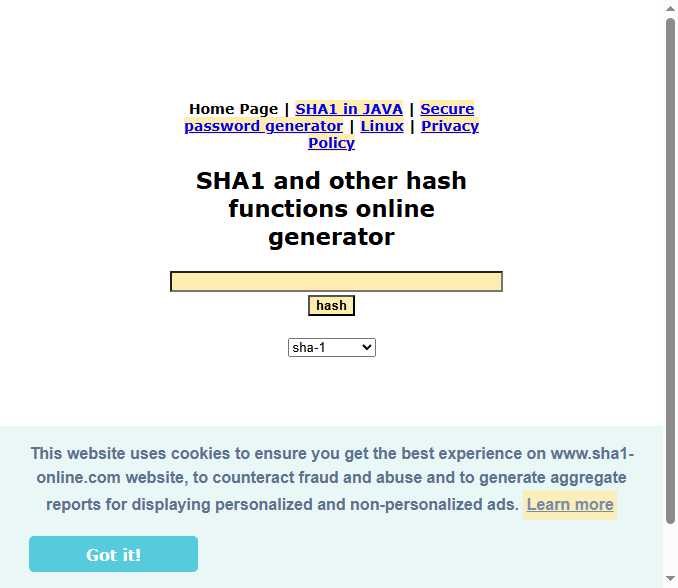 Home Page | SHA1 in JAVA | Secure
password generator | Linux | Privacy
Policy
SHA1 and other hash
functions online
generator
hash
sha-1
This website uses cookies to ensure you get the best experience on www.sha1-
online.com website, to counteract fraud and abuse and to generate aggregate
reports for displaying personalized and non-personalized ads. Learn more
Got it!